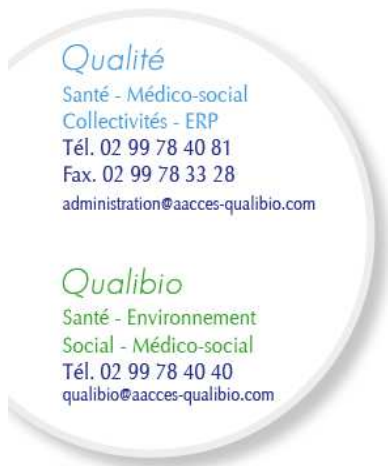 Qualité
Santé - Médico-social
Collectivités - ERP
Tél. 02 99 78 40 81
Fax. 02 99 78 33 28
administration@aacces-qualibio.com
Qualibio
Santé - Environnement
Social - Médico-social
Tél. 02 99 78 40 40
qualibio@aacces-qualibio.com